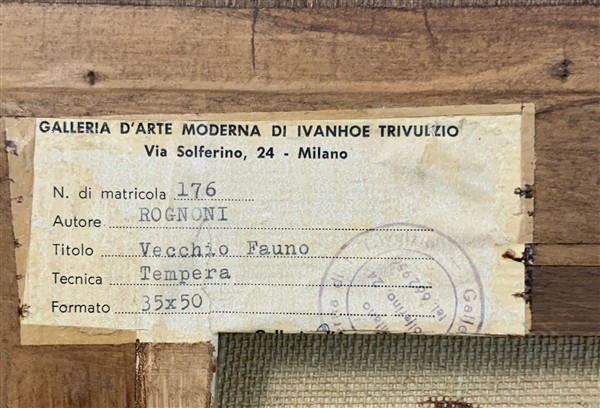 GALLERIA D'ARTE MODERNA DI IVANHOE TRIVULZIO
Via Solferino, 24 - Milano
N. di matricola 176
Autore ROGNONI
Titolo Vecchio Fauno
Tecnica Tempera
Formato 35x50